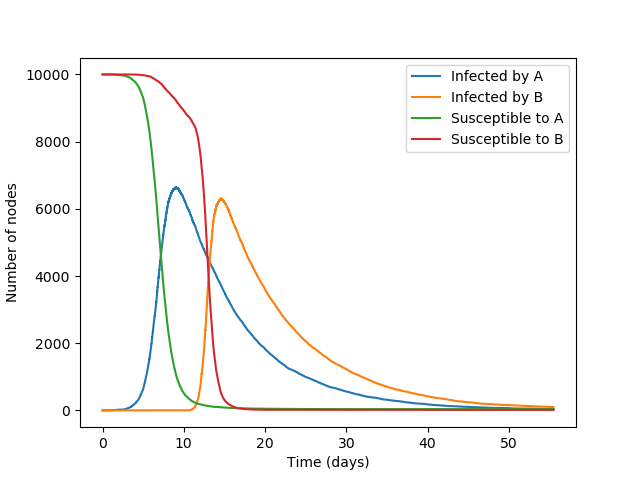 Number of nodes
10000
8000
6000
4000
2000
0
Infected by A
Infected by B
Susceptible to A
Susceptible to B
0 10 20 30 40 50
Time (days)